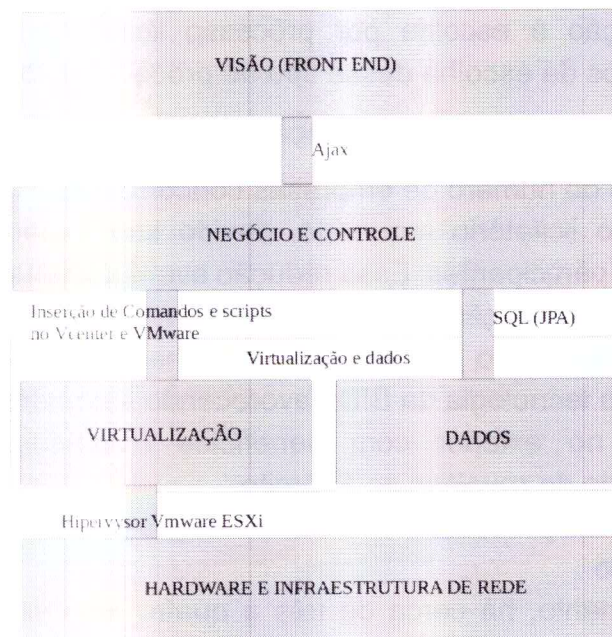 VISÃO (FRONT END)
Ajax
NEGÓCIO E CONTROLE
Inserção de Comandos e scripts
no Vcenter e VMware
SQL (JPA)
Virtualização e dados
VIRTUALIZAÇÃO
DADOS
Hipervysor Vmware ESXi
HARDWARE E INFRAESTRUTURA DE REDE